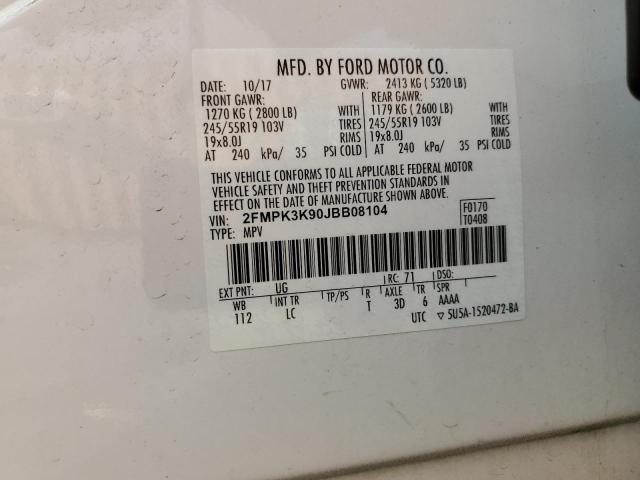 MFD. BY FORD MOTOR CO.
10/17 GVWR: 2413 KG ( 5320 LB)
FRONT GAWR: REAR GAWR:
1270 KG ( 2800 LB) WITH 1179 KG ( 2600 LB) WITH
245/55R19 103V TIRES 245/55R19 103V TIRES
19x8.0J RIMS 19x8.0J RIMS
AT 240 kPa/ 35 PSI COLD AT 240 kPa/ 35 PSI COLD
THIS VEHICLE CONFORMS TO ALL APPLICABLE FEDERAL MOTOR
VEHICLE SAFETY AND THEFT PREVENTION STANDARDS IN
EFFECT ON THE DATE OF MANUFACTURE SHOWN ABOVE.
VIN: 2FMPK3K90JBB08104 F0170
TYPE: MPV T0408
EXT PNT: UG RC: 71 DSO:
WB INT TR TP/PS R AXLE TR SPR
112 LC T 3D 6 AAAA
UTC ▽ 5U5A-1520472-BA